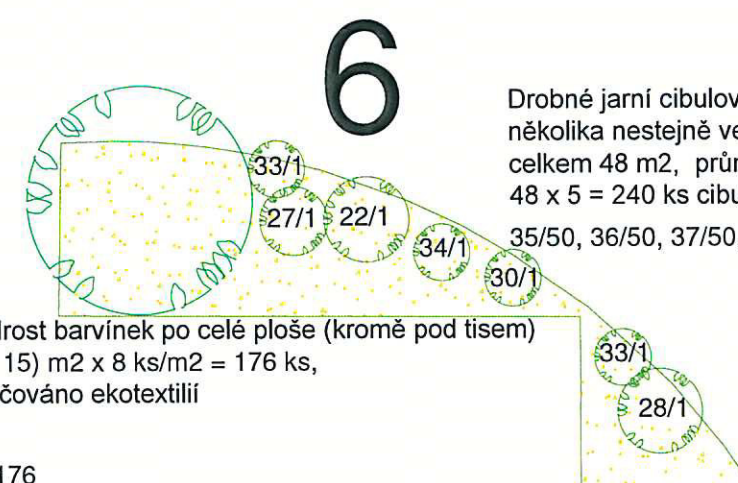 6
Drobné jarní cibulov
několika nestejně ve
celkem 48 m2, prům
48 x 5 = 240 ks cibu
35/50, 36/50, 37/50
33/1
27/1
22/1
34/1
30/1
33/1
28/1
drost barvínek po celé ploše (kromě pod tisem)
15) m2 x 8 ks/m2 = 176 ks,
čováno ekotextilií
176